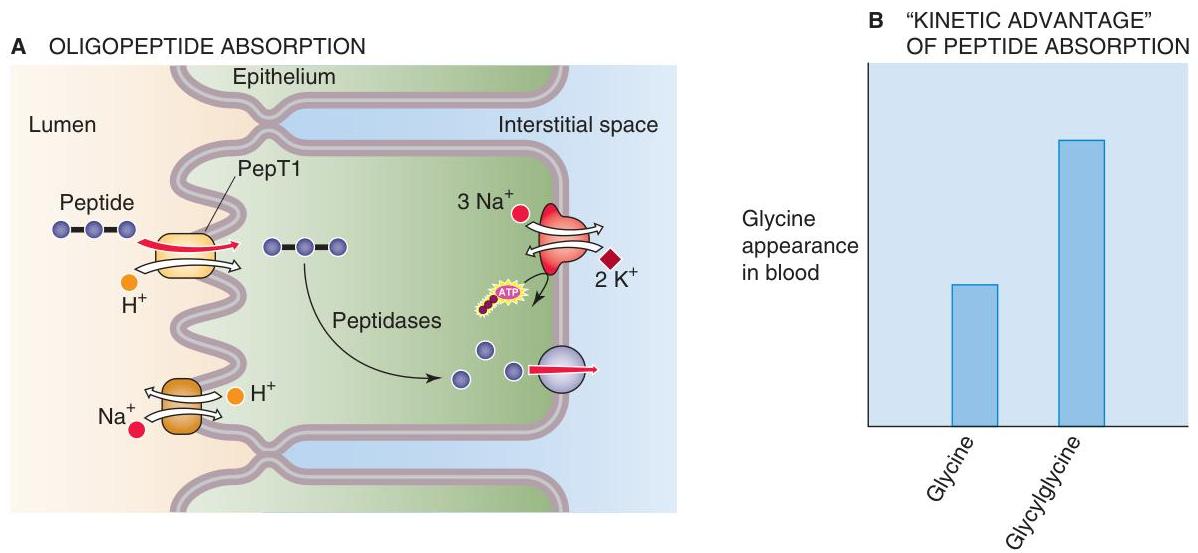 A OLIGOPEPTIDE ABSORPTION
Epithelium
Lumen
Interstitial space
PepT1
Peptide
3 Na⁺
H⁺
2 K⁺
ATP
Peptidases
H⁺
Na⁺
B “KINETIC ADVANTAGE”
OF PEPTIDE ABSORPTION
Glycine
appearance
in blood
Glycine
Glycylglycine